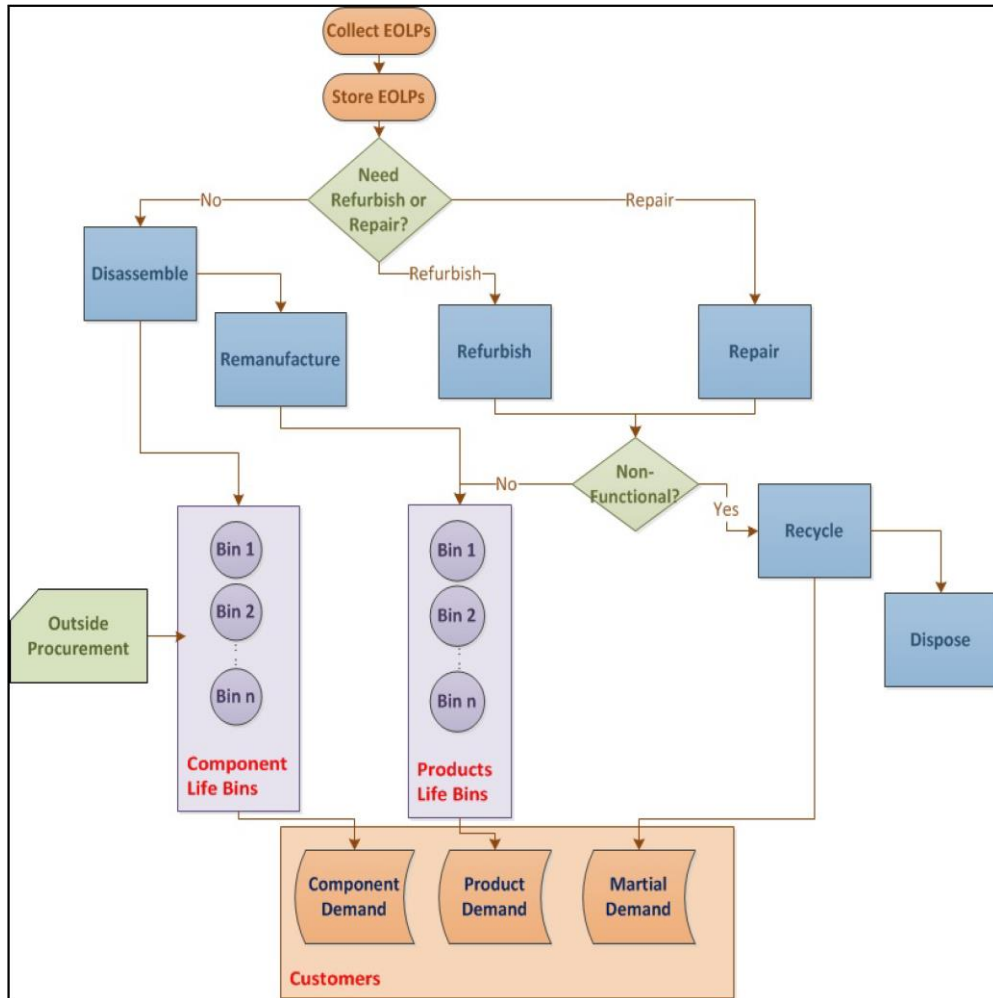 Collect EOLPs
Store EOLPs
Need
Refurbish or
Repair?
No
Repair
Refurbish
Disassemble
Remanufacture
Refurbish
Repair
Non-
Functional?
No
Yes
Recycle
Dispose
Outside
Procurement
Bin 1
Bin 2
Bin n
Component
Life Bins
Bin 1
Bin 2
Bin n
Products
Life Bins
Component
Demand
Product
Demand
Martial
Demand
Customers